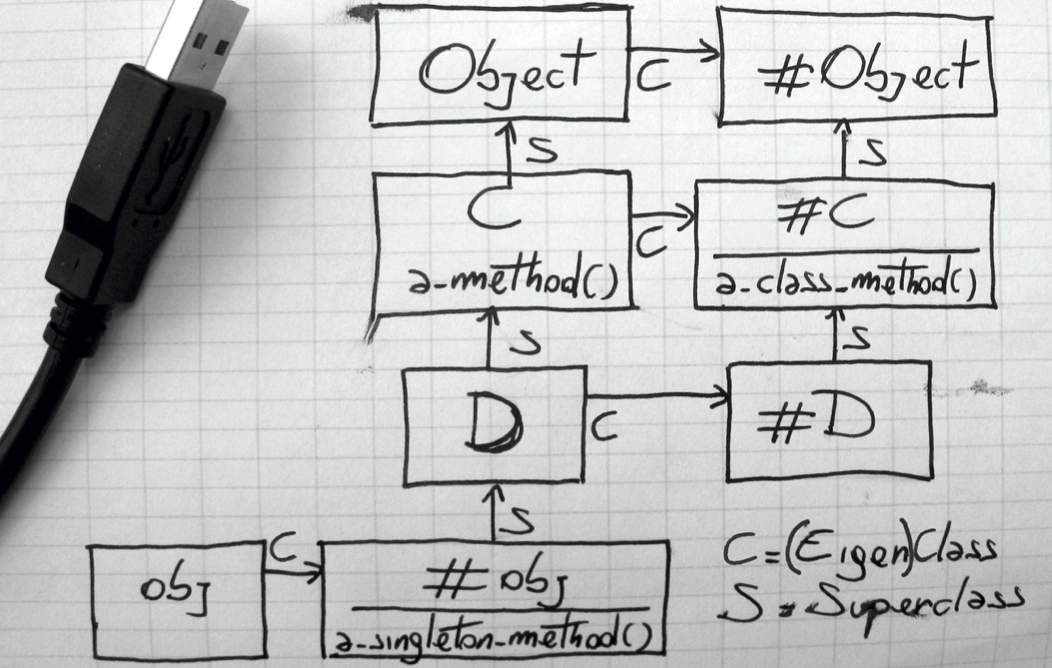 Object
C
#Object
S
S
C
a_method()
C
#C
a_class_method()
S
S
D
C
#D
S
obj
C
#obj
a_singleton_method()
C = (Eigen)Class
S = Superclass